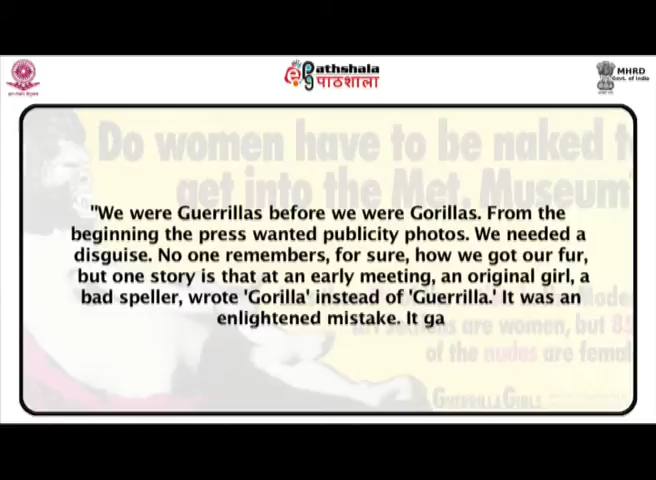 Pathshala
पाठशाला
MHRD
Govt. of India
Do women have to be naked t
get into the Met. Museum
"We were Guerrillas before we were Gorillas. From the
beginning the press wanted publicity photos. We needed a
disguise. No one remembers, for sure, how we got our fur,
but one story is that at an early meeting, an original girl, a
bad speller, wrote 'Gorilla' instead of 'Guerrilla.' It was an
enlightened mistake. It ga
Mode
are women, but 85
of the nudes are femal
GUERRILLA GIRLS